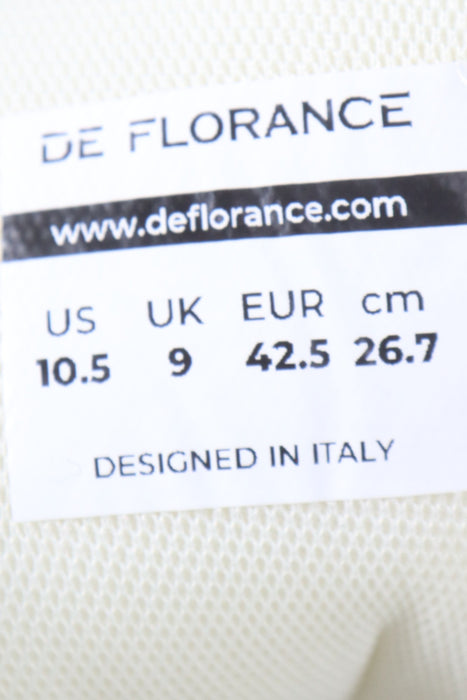 DE FLORANCE
www.deflorance.com
US UK EUR cm
10.5 9 42.5 26.7
DESIGNED IN ITALY